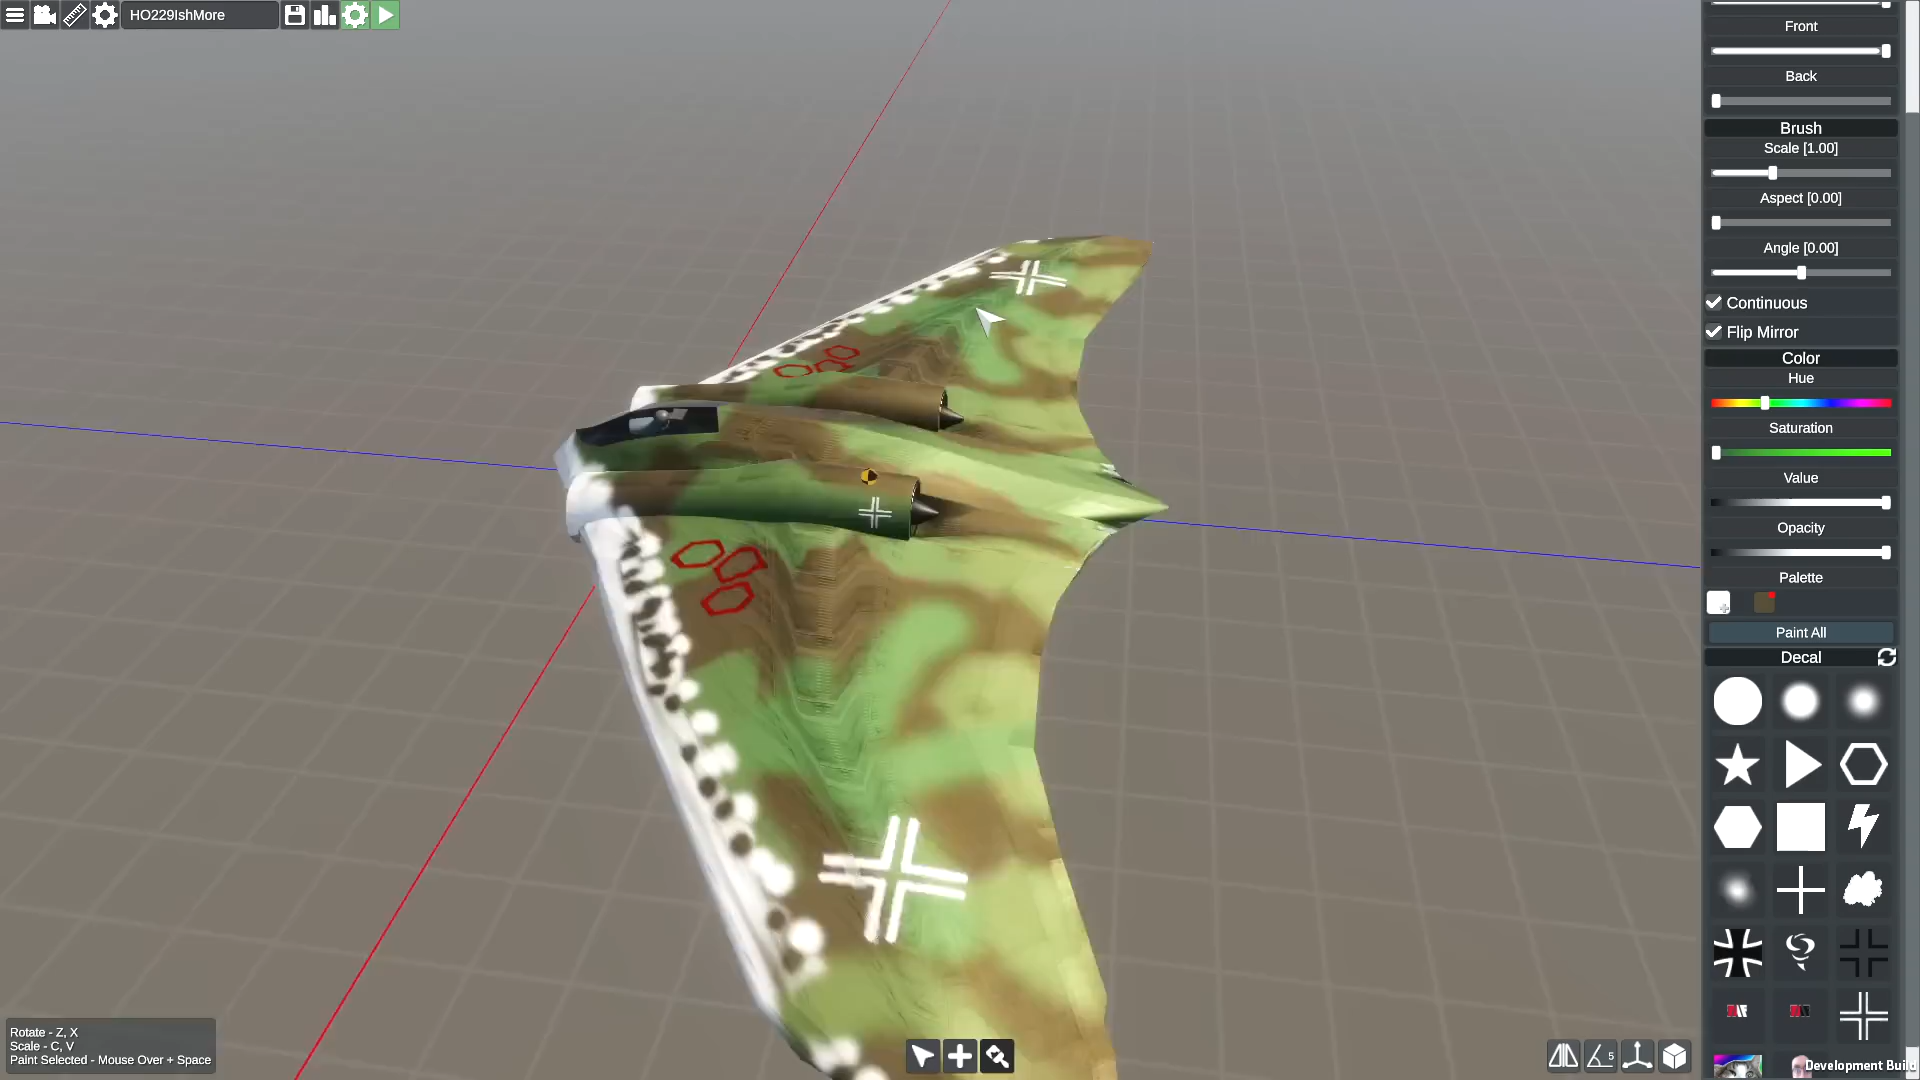 HO229IshMore
Front
Back
Brush
Scale [1.00]
Aspect [0.00]
Angle [0.00]
Continuous
Flip Mirror
Color
Hue
Saturation
Value
Opacity
Palette
Paint All
Decal
Rotate - Z, X
Scale - C, V
Paint Selected - Mouse Over + Space
5
Development Build